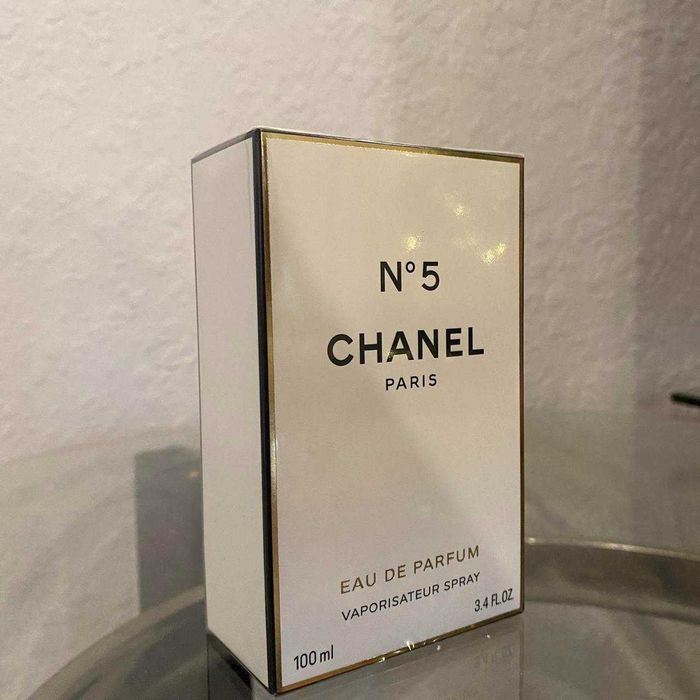 N°5
CHANEL
PARIS
EAU DE PARFUM
VAPORISATEUR SPRAY
100 ml
3.4 FL.OZ